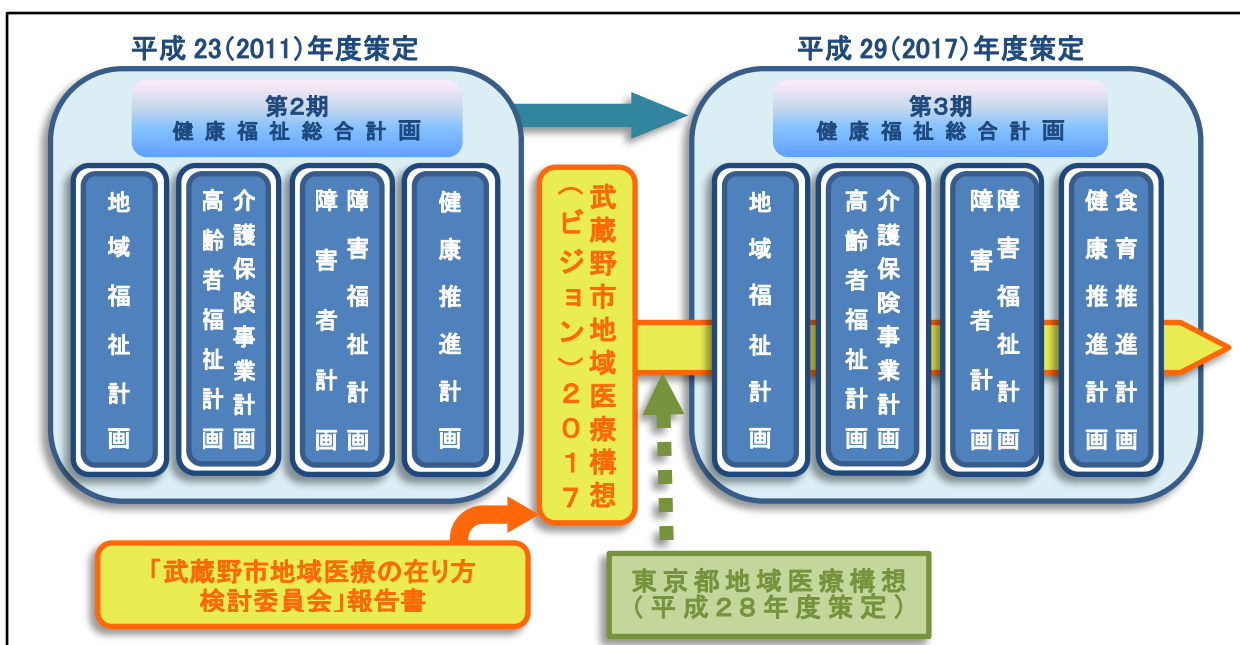 平成23(2011)年度策定
第2期
健康福祉総合計画
地域福祉計画
介護保険事業計画
高齢者福祉計画
障害福祉計画
障害者計画
健康推進計画
武蔵野市地域医療構想
(ビジョン)2017
「武蔵野市地域医療の在り方
検討委員会」報告書
平成29(2017)年度策定
第3期
健康福祉総合計画
地域福祉計画
介護保険事業計画
高齢者福祉計画
障害福祉計画
障害者計画
食育推進計画
健康推進計画
東京都地域医療構想
(平成28年度策定)